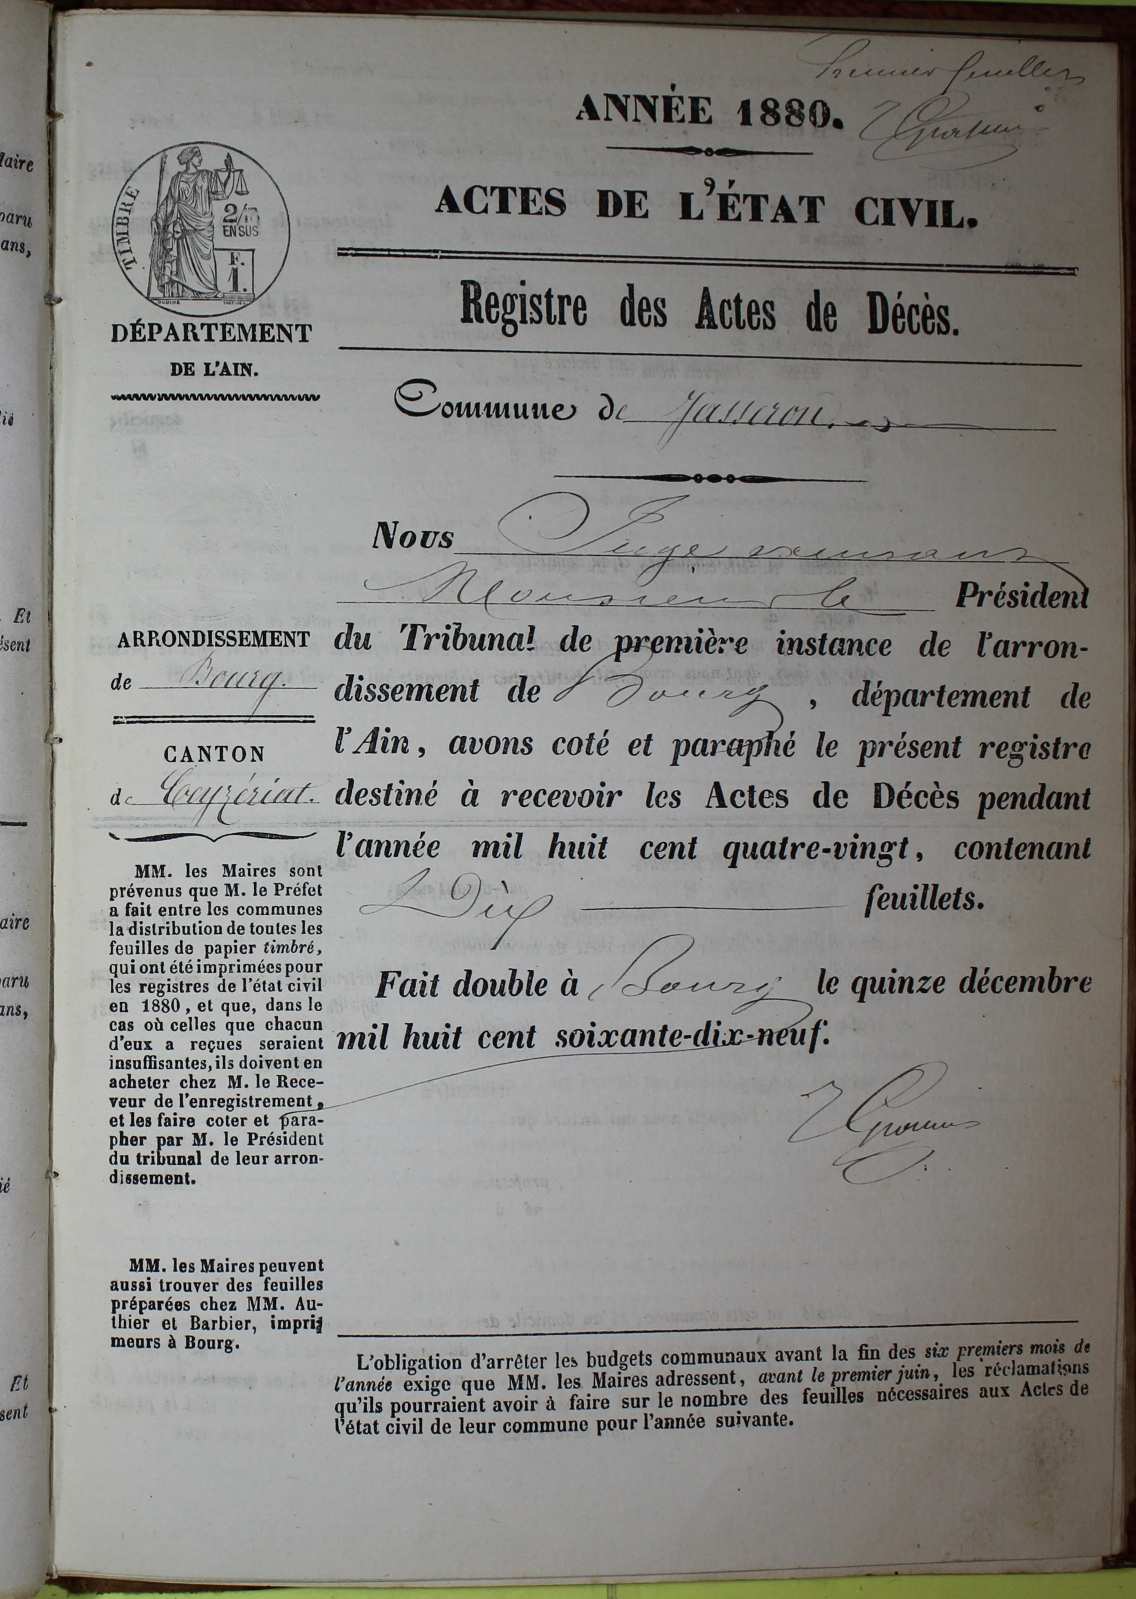 Premier feuillet
ANNÉE 1880.
ACTES DE L'ÉTAT CIVIL.
TIMBRE
2/10
EN SUS
F.
1.
DÉPARTEMENT
DE L'AIN.
Registre des Actes de Décès.
Commune de Jasseron.
Nous Juge
Monsieur le Président
du Tribunal de première instance de l'arron-
dissement de Bourg, département de
l'Ain, avons coté et paraphé le présent registre
destiné à recevoir les Actes de Décès pendant
l'année mil huit cent quatre-vingt, contenant
Dix feuillets.
Fait double à Bourg le quinze décembre
mil huit cent soixante-dix-neuf.
ARRONDISSEMENT
de Bourg.
CANTON
de Ceyzériat.
MM. les Maires sont
prévenus que M. le Préfet
a fait entre les communes
la distribution de toutes les
feuilles de papier timbré,
qui ont été imprimées pour
les registres de l'état civil
en 1880, et que, dans le
cas où celles que chacun
d'eux a reçues seraient
insuffisantes, ils doivent en
acheter chez M. le Rece-
veur de l'enregistrement,
et les faire coter et para-
pher par M. le Président
du tribunal de leur arron-
dissement.
MM. les Maires peuvent
aussi trouver des feuilles
préparées chez MM. Au-
thier et Barbier, impri-
meurs à Bourg.
L'obligation d'arrêter les budgets communaux avant la fin des six premiers mois de
l'année exige que MM. les Maires adressent, avant le premier juin, les réclamations
qu'ils pourraient avoir à faire sur le nombre des feuilles nécessaires aux Actes de
l'état civil de leur commune pour l'année suivante.